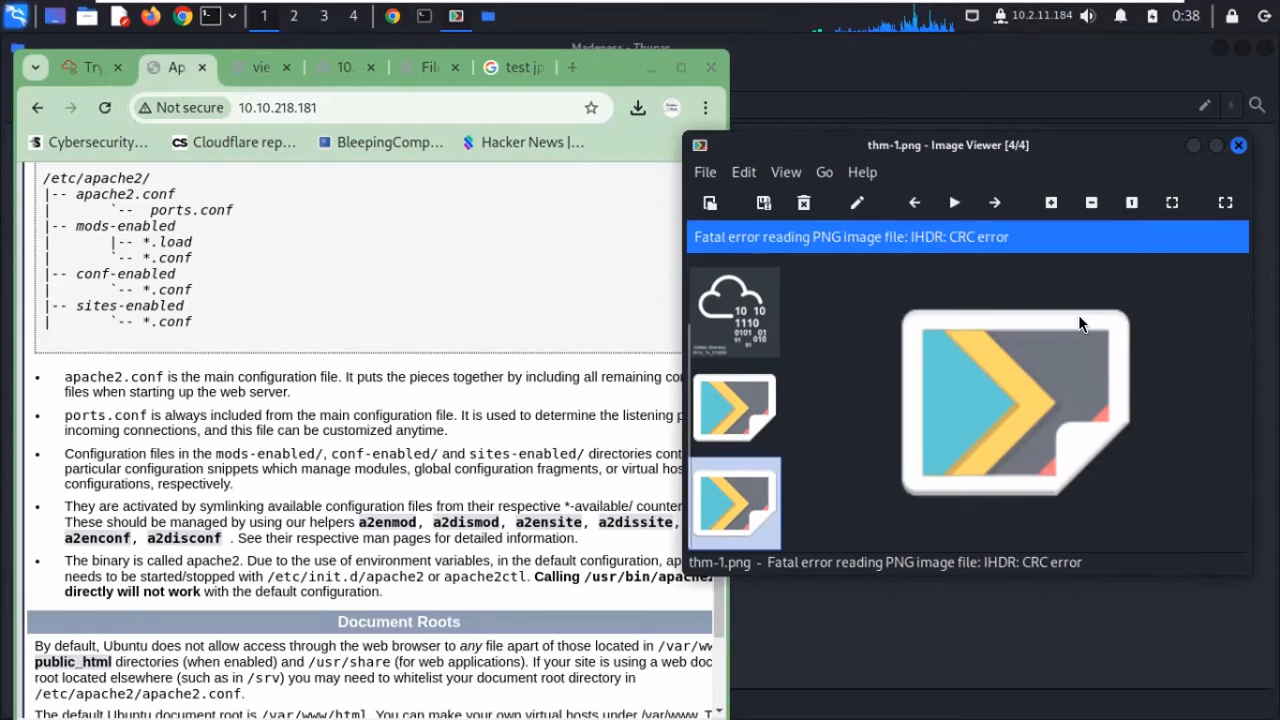 1 2 3 4 10.2.11.184 0:38
Madeness - Thunar
Try Ap vie 10. Fil test jp
Not secure 10.10.218.181
Cybersecurity... CS Cloudflare rep... BleepingComp... Hacker News |...
/etc/apache2/
|-- apache2.conf
| `-- ports.conf
|-- mods-enabled
| |-- *.load
| `-- *.conf
|-- conf-enabled
| `-- *.conf
|-- sites-enabled
| `-- *.conf
• apache2.conf is the main configuration file. It puts the pieces together by including all remaining co
files when starting up the web server.
• ports.conf is always included from the main configuration file. It is used to determine the listening p
incoming connections, and this file can be customized anytime.
• Configuration files in the mods-enabled/, conf-enabled/ and sites-enabled/ directories cont
particular configuration snippets which manage modules, global configuration fragments, or virtual hos
configurations, respectively.
• They are activated by symlinking available configuration files from their respective *-available/ counter
These should be managed by using our helpers a2enmod, a2dismod, a2ensite, a2dissite,
a2enconf, a2disconf . See their respective man pages for detailed information.
• The binary is called apache2. Due to the use of environment variables, in the default configuration, ap
needs to be started/stopped with /etc/init.d/apache2 or apache2ctl. Calling /usr/bin/apache
directly will not work with the default configuration.
Document Roots
By default, Ubuntu does not allow access through the web browser to any file apart of those located in /var/ww
public_html directories (when enabled) and /usr/share (for web applications). If your site is using a web doc
root located elsewhere (such as in /srv) you may need to whitelist your document root directory in
/etc/apache2/apache2.conf.
The default Ubuntu document root is /var/www/html. You can make your own virtual hosts under /var/www. T
thm-1.png - Image Viewer [4/4]
File Edit View Go Help
Fatal error reading PNG image file: IHDR: CRC error
10 10
1110
0101 01
01 010
thm-1.png - Fatal error reading PNG image file: IHDR: CRC error